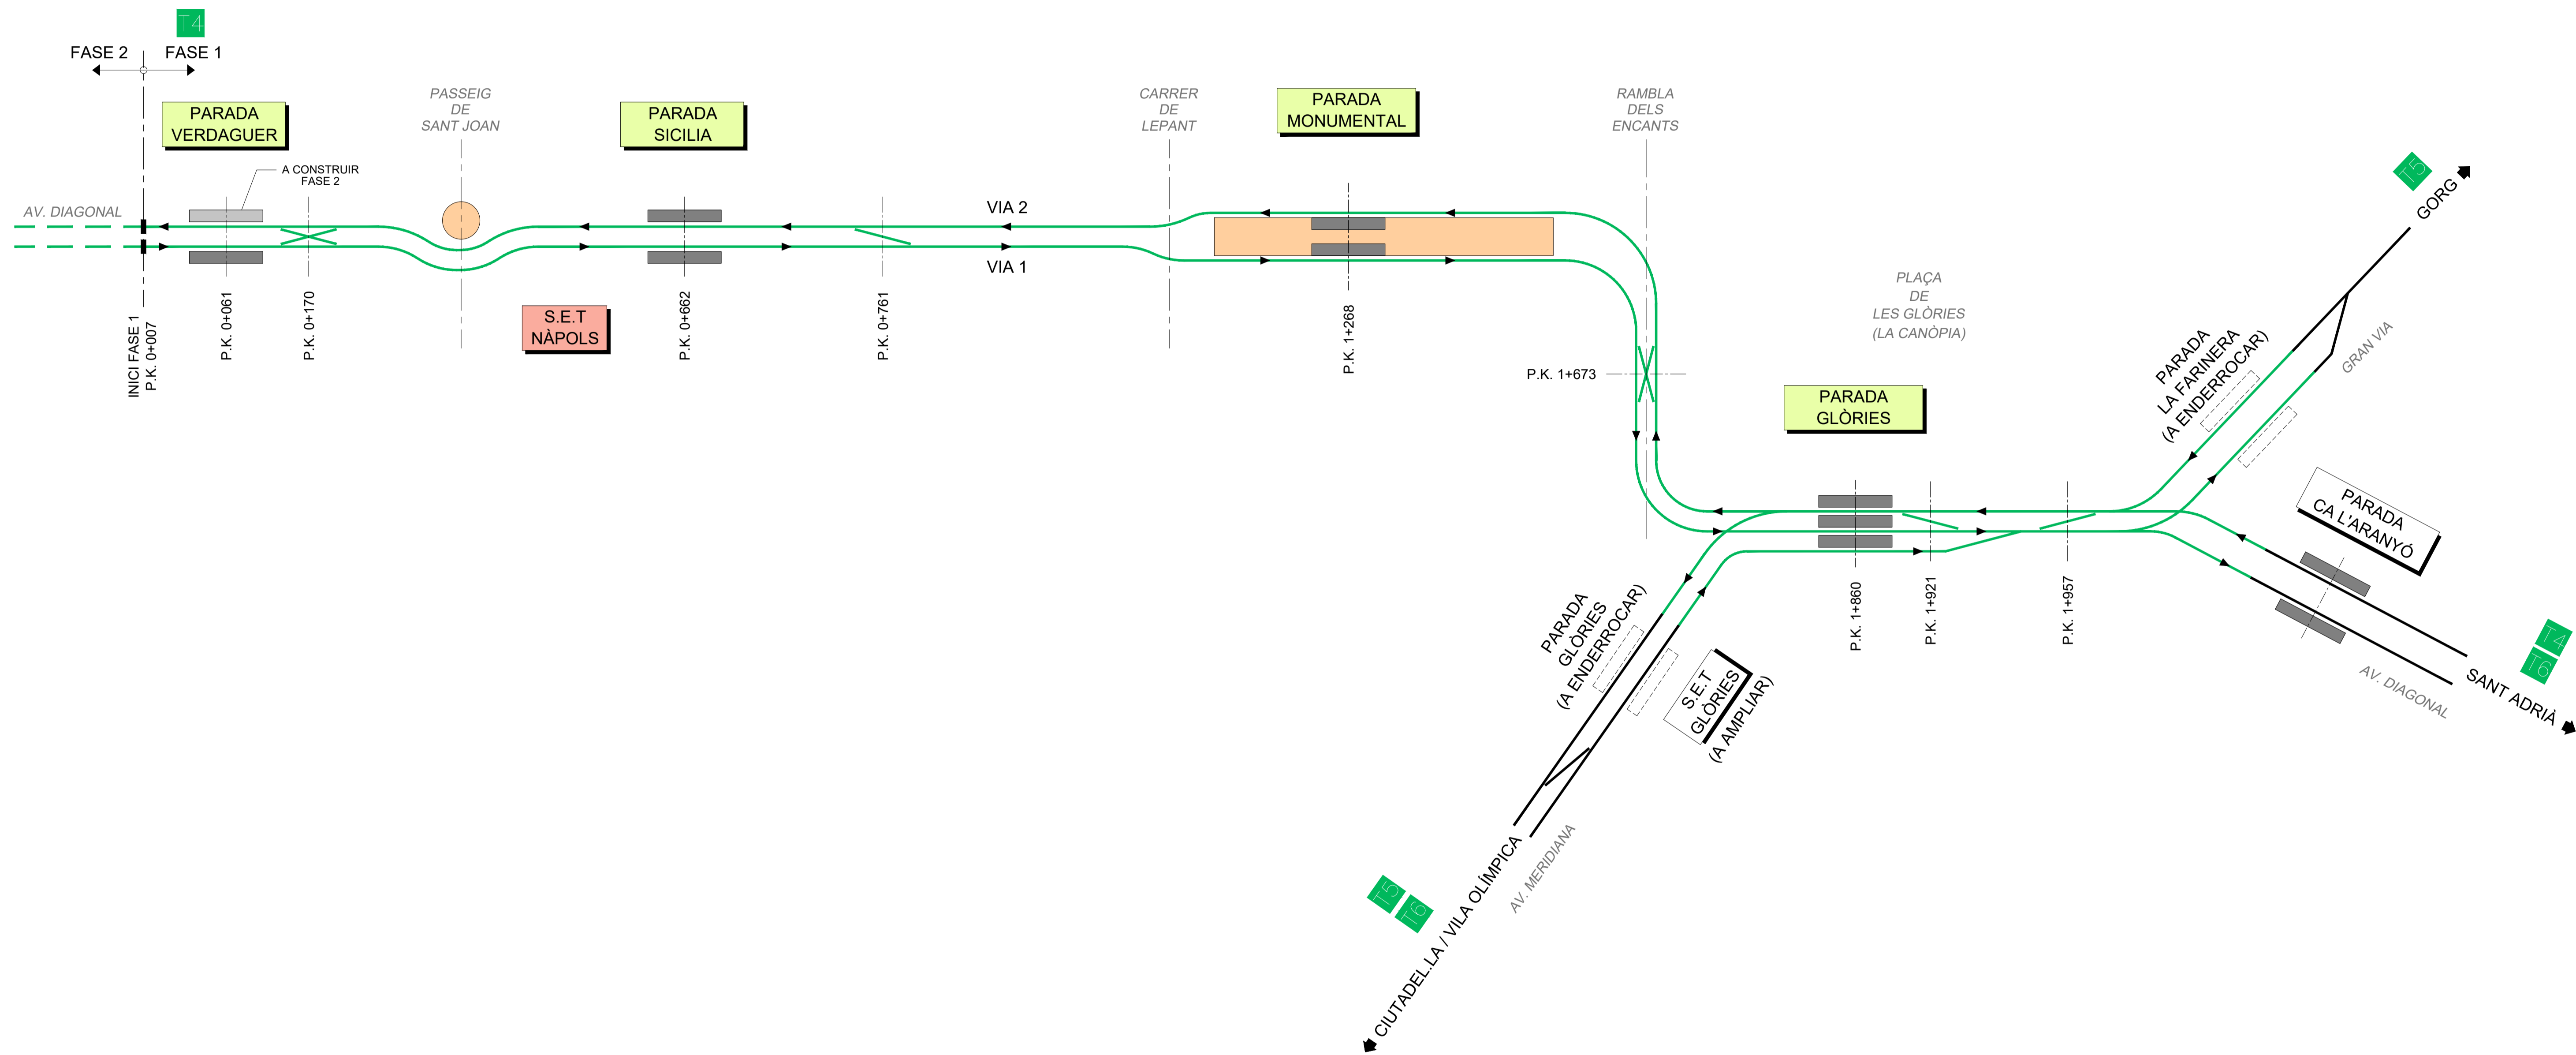 T4
FASE 2
FASE 1
PARADA
VERDAGUER
A CONSTRUIR
FASE 2
AV. DIAGONAL
INICI FASE 1
P.K. 0+007
P.K. 0+061
P.K. 0+170
PASSEIG
DE
SANT JOAN
S.E.T
NÀPOLS
PARADA
SICILIA
P.K. 0+662
P.K. 0+761
VIA 2
VIA 1
CARRER
DE
LEPANT
PARADA
MONUMENTAL
P.K. 1+268
RAMBLA
DELS
ENCANTS
P.K. 1+673
PLAÇA
DE
LES GLÒRIES
(LA CANÒPIA)
PARADA
GLÒRIES
P.K. 1+860
P.K. 1+921
P.K. 1+957
T5
GORG
GRAN VIA
PARADA
LA FARINERA
(A ENDERROCAR)
PARADA
CA L'ARANYÓ
T4
T6
SANT ADRIÀ
AV. DIAGONAL
PARADA
GLÒRIES
(A ENDERROCAR)
S.E.T
GLÒRIES
(A AMPLIAR)
AV. MERIDIANA
T5
T6
CIUTADEL.LA / VILA OLÍMPICA